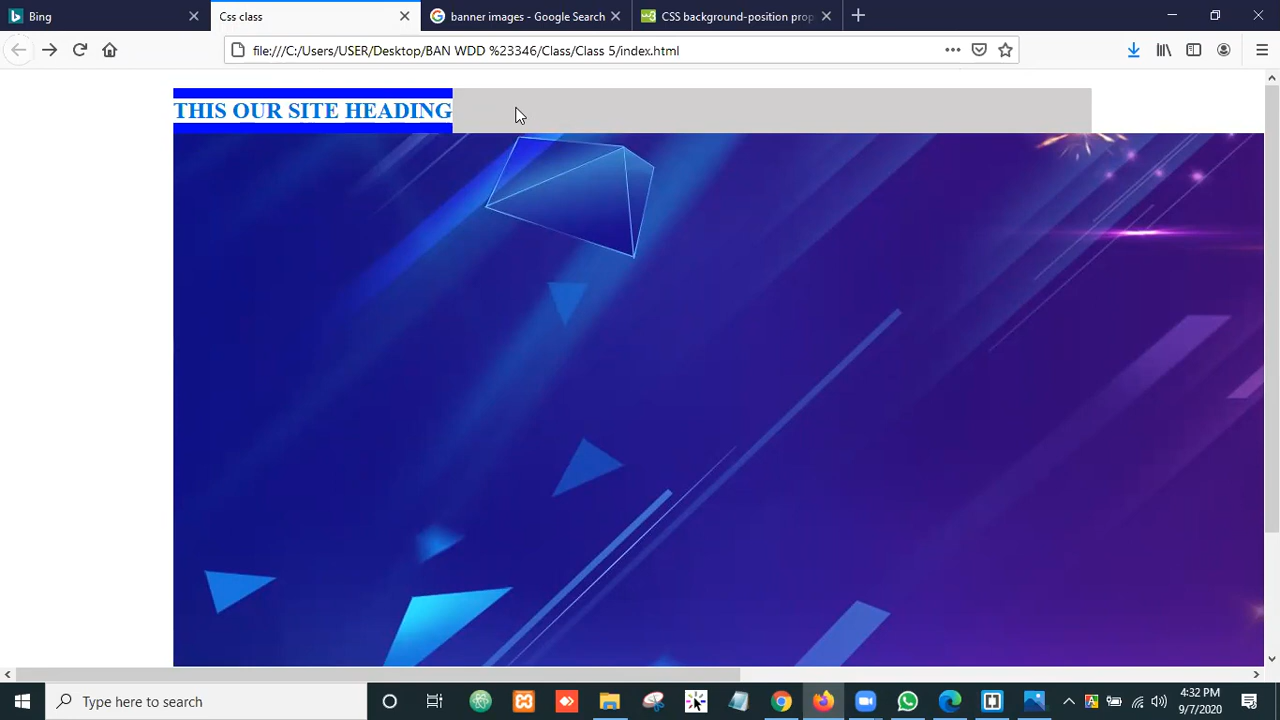 Bing
Css class
banner images - Google Search
CSS background-position prop
file:///C:/Users/USER/Desktop/BAN WDD %23346/Class/Class 5/index.html
THIS OUR SITE HEADING
Type here to search
4:32 PM
9/7/2020